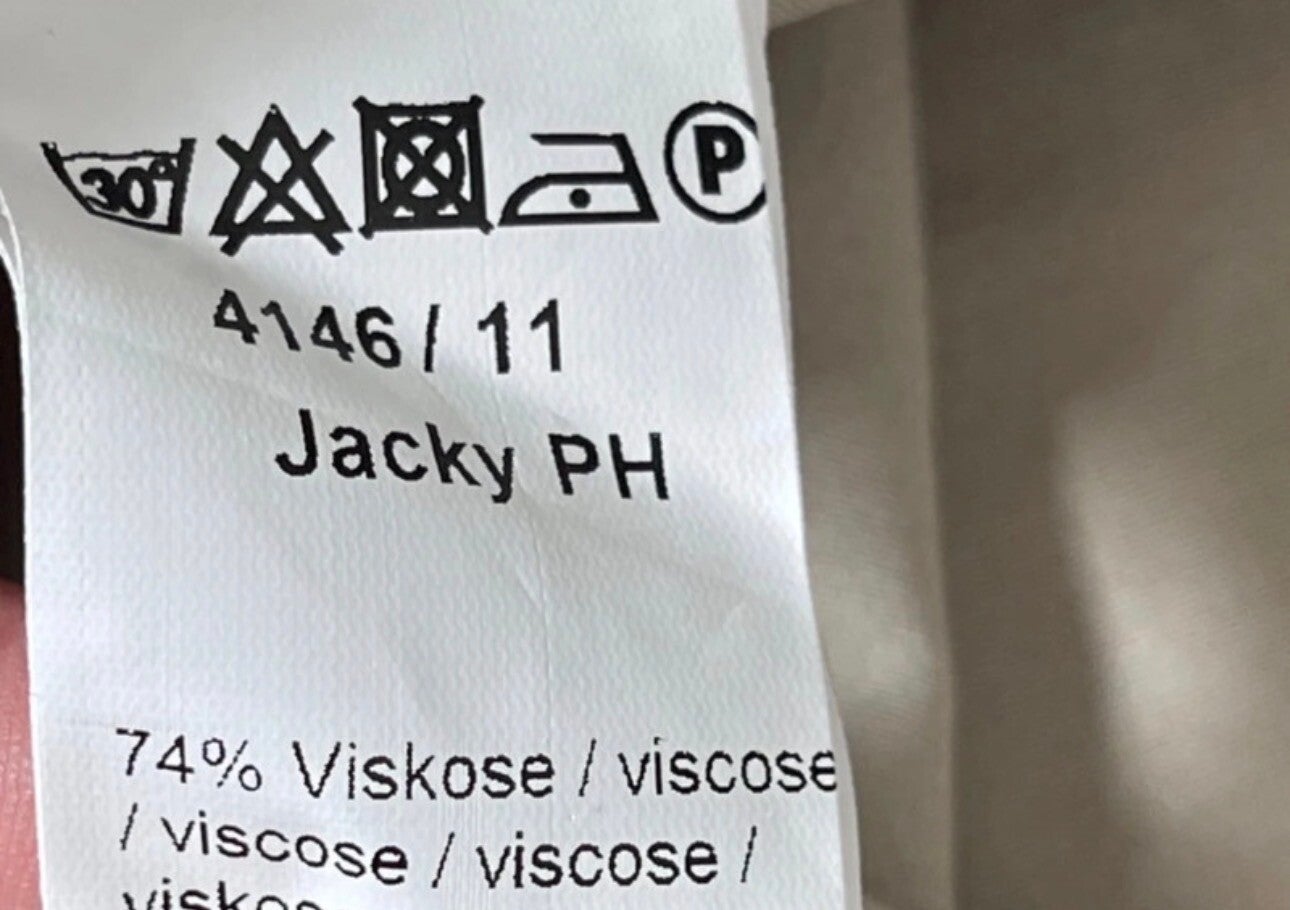 30° P
4146/ 11
Jacky PH
74% Viskose / viscose
/ viscose / viscose /